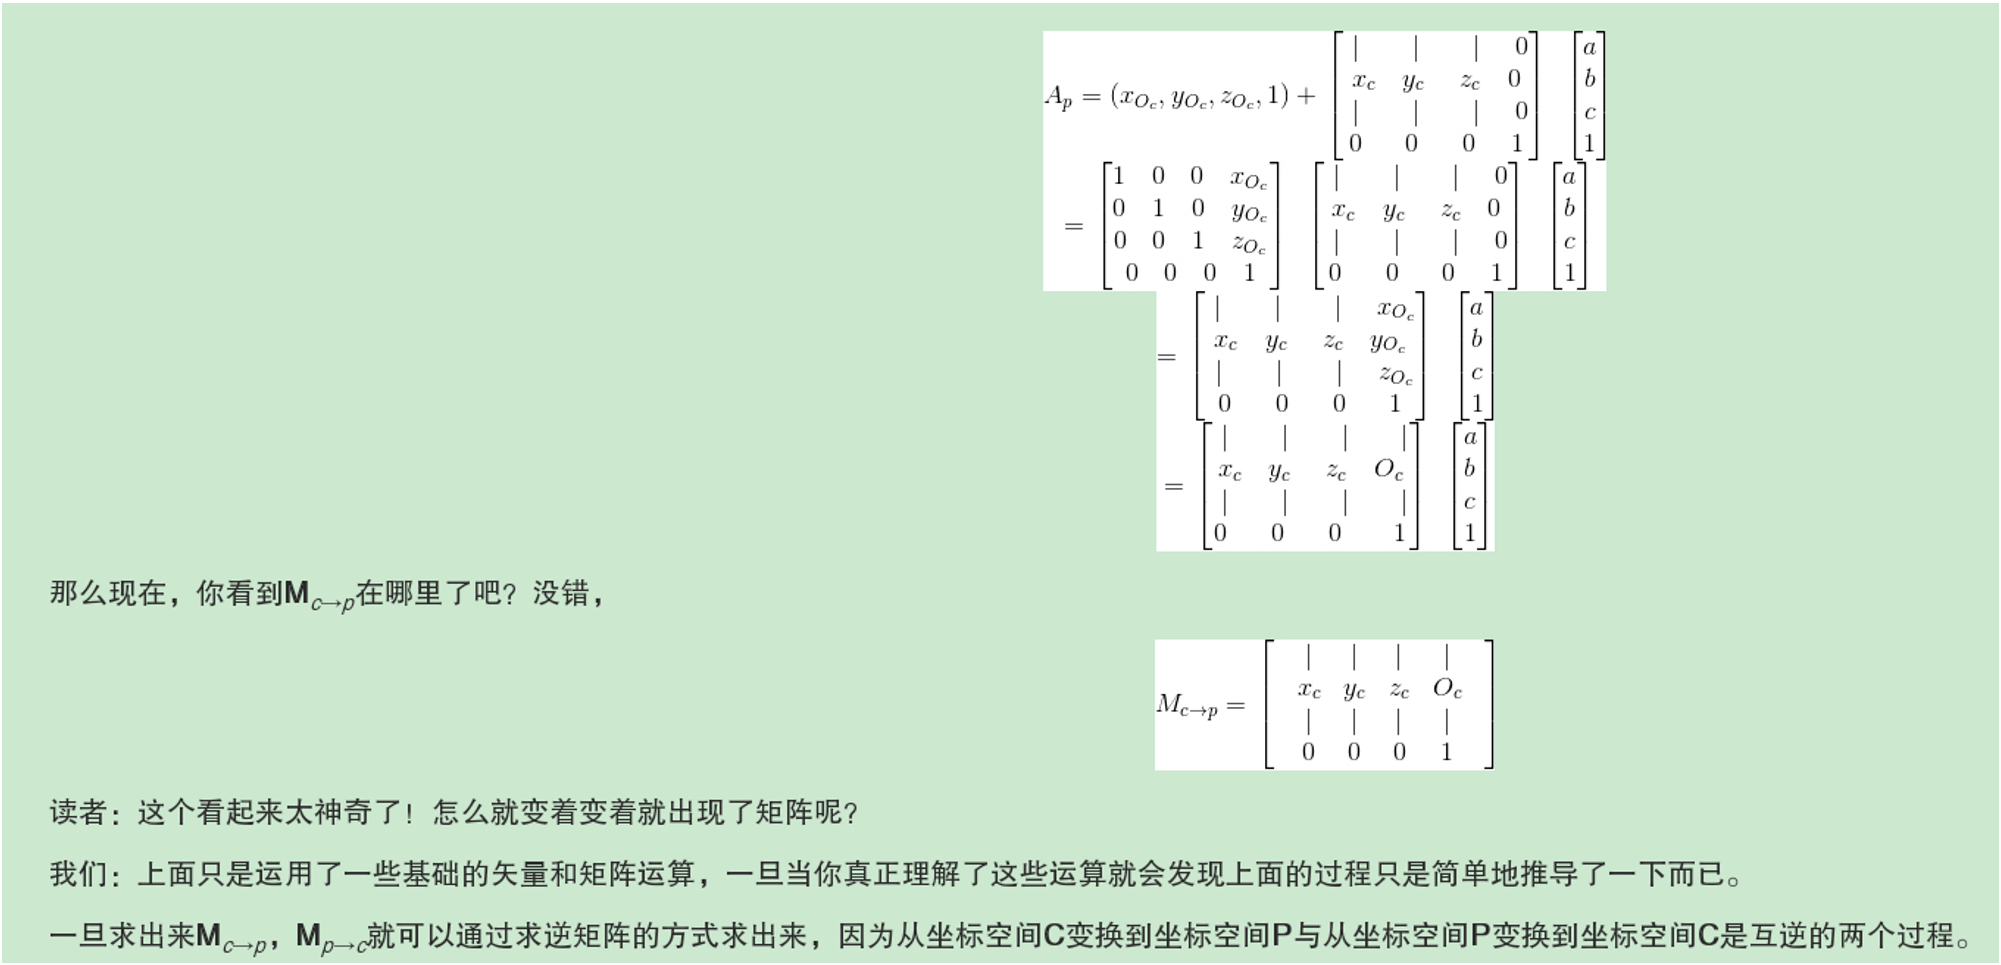 A_p = (x_{O_c}, y_{O_c}, z_{O_c}, 1) + \begin{bmatrix} | & | & | & 0 \\ x_c & y_c & z_c & 0 \\ | & | & | & 0 \\ 0 & 0 & 0 & 1 \end{bmatrix} \begin{bmatrix} a \\ b \\ c \\ 1 \end{bmatrix}
= \begin{bmatrix} 1 & 0 & 0 & x_{O_c} \\ 0 & 1 & 0 & y_{O_c} \\ 0 & 0 & 1 & z_{O_c} \\ 0 & 0 & 0 & 1 \end{bmatrix} \begin{bmatrix} | & | & | & 0 \\ x_c & y_c & z_c & 0 \\ | & | & | & 0 \\ 0 & 0 & 0 & 1 \end{bmatrix} \begin{bmatrix} a \\ b \\ c \\ 1 \end{bmatrix}
= \begin{bmatrix} | & | & | & x_{O_c} \\ x_c & y_c & z_c & y_{O_c} \\ | & | & | & z_{O_c} \\ 0 & 0 & 0 & 1 \end{bmatrix} \begin{bmatrix} a \\ b \\ c \\ 1 \end{bmatrix}
= \begin{bmatrix} | & | & | & | \\ x_c & y_c & z_c & O_c \\ | & | & | & | \\ 0 & 0 & 0 & 1 \end{bmatrix} \begin{bmatrix} a \\ b \\ c \\ 1 \end{bmatrix}
那么现在，你看到M_{c→p}在哪里了吧？没错，
M_{c→p} = \begin{bmatrix} | & | & | & | \\ x_c & y_c & z_c & O_c \\ | & | & | & | \\ 0 & 0 & 0 & 1 \end{bmatrix}
读者：这个看起来太神奇了！怎么就变着变着就出现了矩阵呢？
我们：上面只是运用了一些基础的矢量和矩阵运算，一旦当你真正理解了这些运算就会发现上面的过程只是简单地推导了一下而已。
一旦求出来M_{c→p}，M_{p→c}就可以通过求逆矩阵的方式求出来，因为从坐标空间C变换到坐标空间P与从坐标空间P变换到坐标空间C是互逆的两个过程。